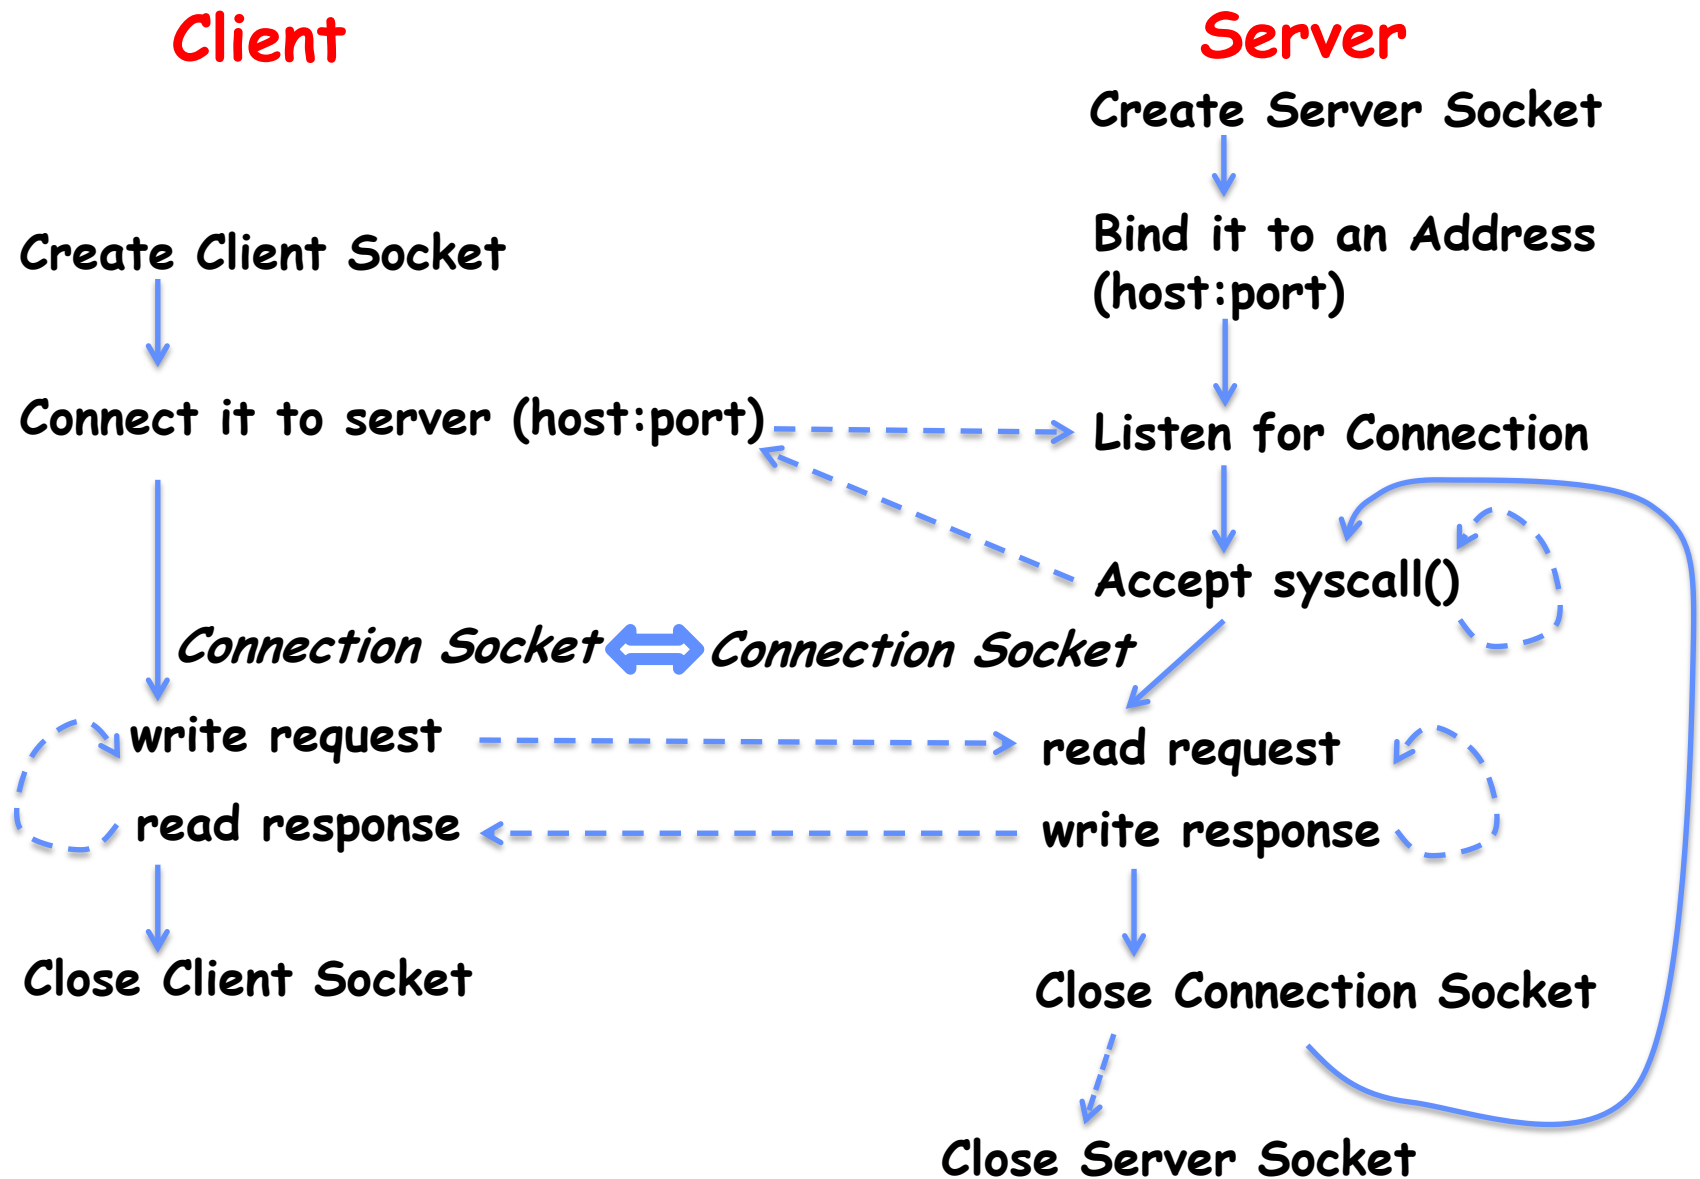 Client
Server
Create Server Socket
Bind it to an Address
(host:port)
Create Client Socket
Connect it to server (host:port)
Listen for Connection
Accept syscall()
Connection Socket
Connection Socket
write request
read request
read response
write response
Close Client Socket
Close Connection Socket
Close Server Socket